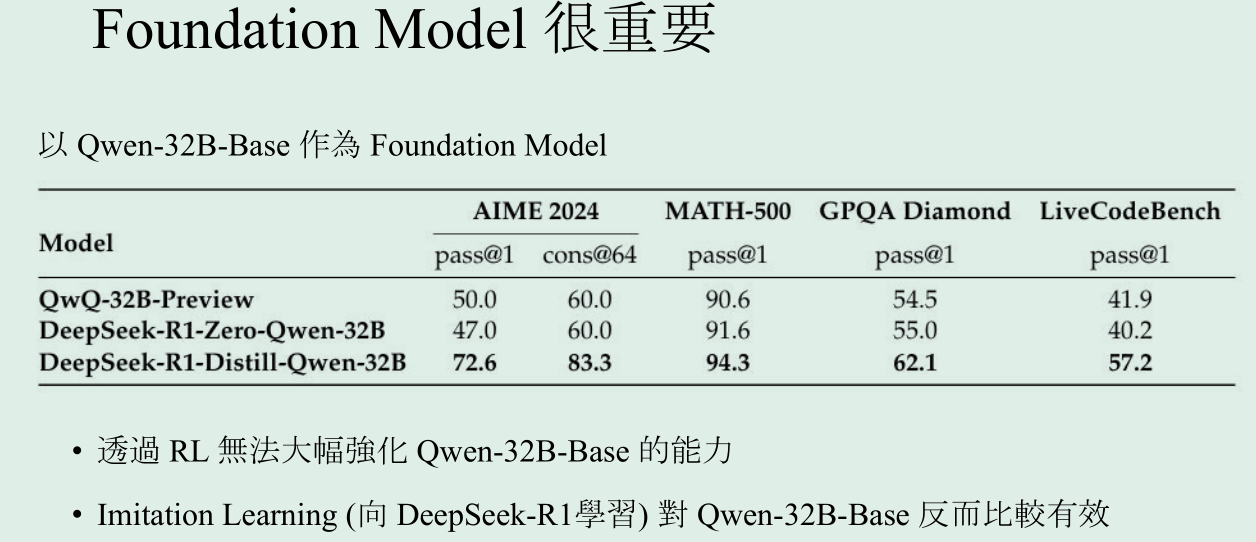 Foundation Model 很重要
以 Qwen-32B-Base 作為 Foundation Model
AIME 2024 MATH-500 GPQA Diamond LiveCodeBench
Model
pass@1 cons@64 pass@1 pass@1 pass@1
QwQ-32B-Preview 50.0 60.0 90.6 54.5 41.9
DeepSeek-R1-Zero-Qwen-32B 47.0 60.0 91.6 55.0 40.2
DeepSeek-R1-Distill-Qwen-32B 72.6 83.3 94.3 62.1 57.2
• 透過 RL 無法大幅強化 Qwen-32B-Base 的能力
• Imitation Learning (向 DeepSeek-R1學習) 對 Qwen-32B-Base 反而比較有效